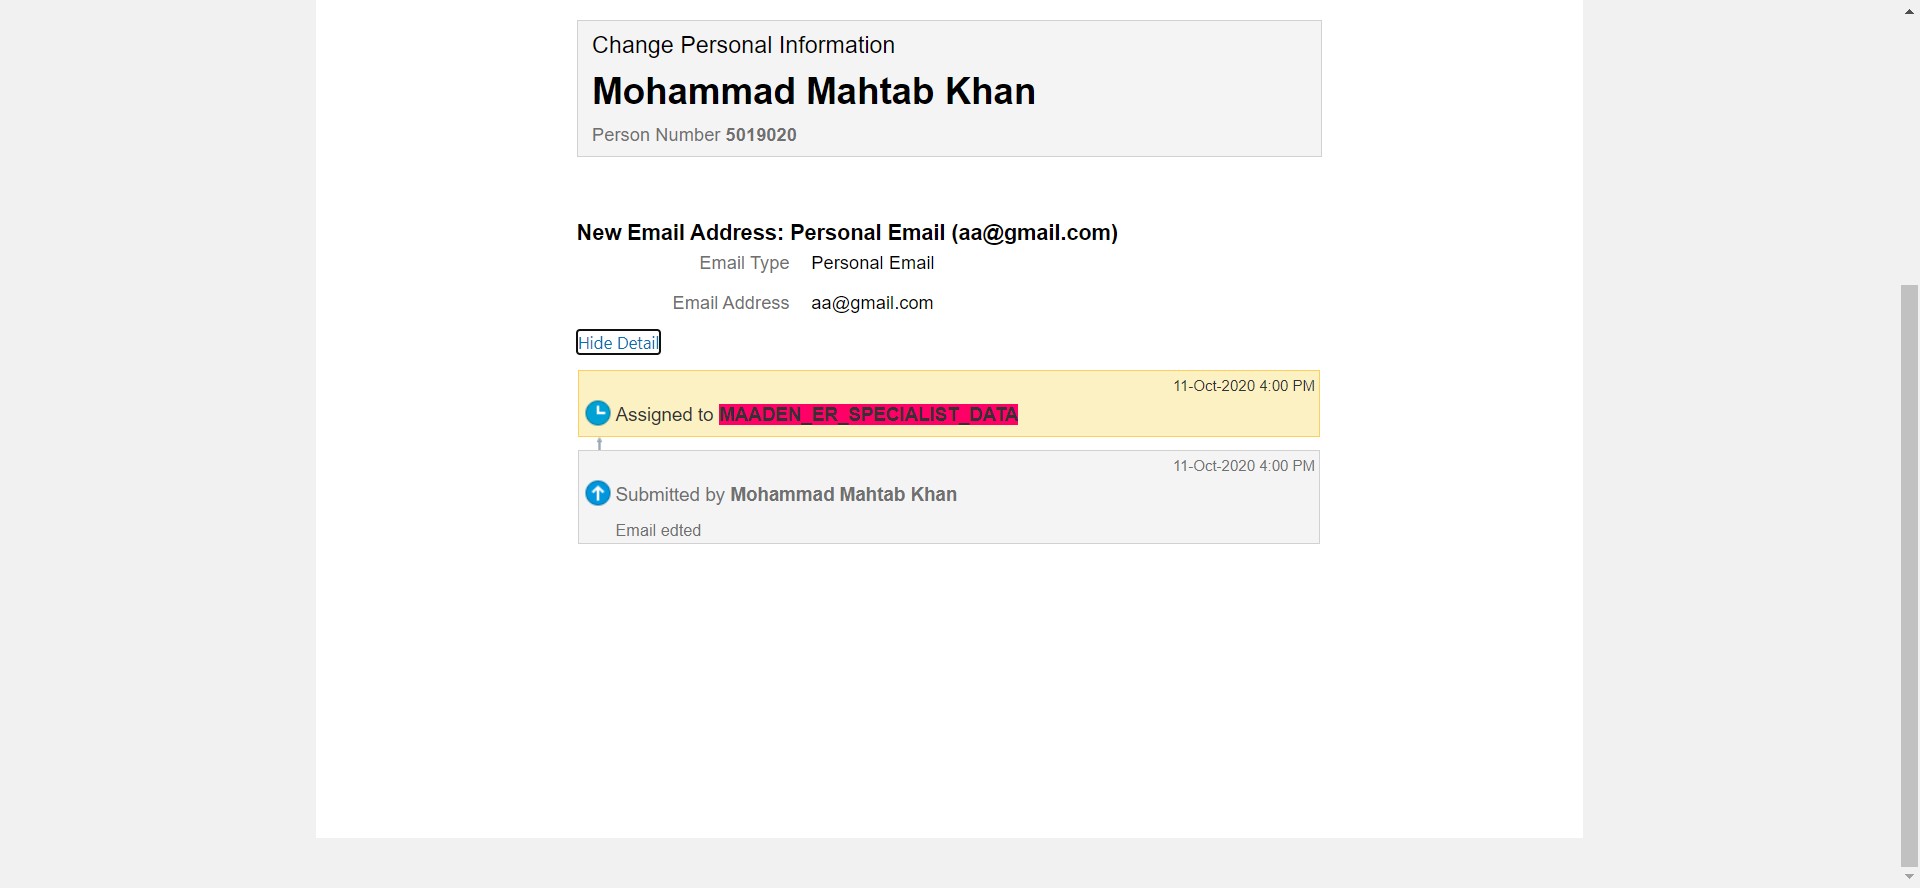 Change Personal Information
Mohammad Mahtab Khan
Person Number 5019020
New Email Address: Personal Email (aa@gmail.com)
Email Type Personal Email
Email Address aa@gmail.com
Hide Detail
11-Oct-2020 4:00 PM
Assigned to MAADEN_ER_SPECIALIST_DATA
11-Oct-2020 4:00 PM
Submitted by Mohammad Mahtab Khan
Email edted